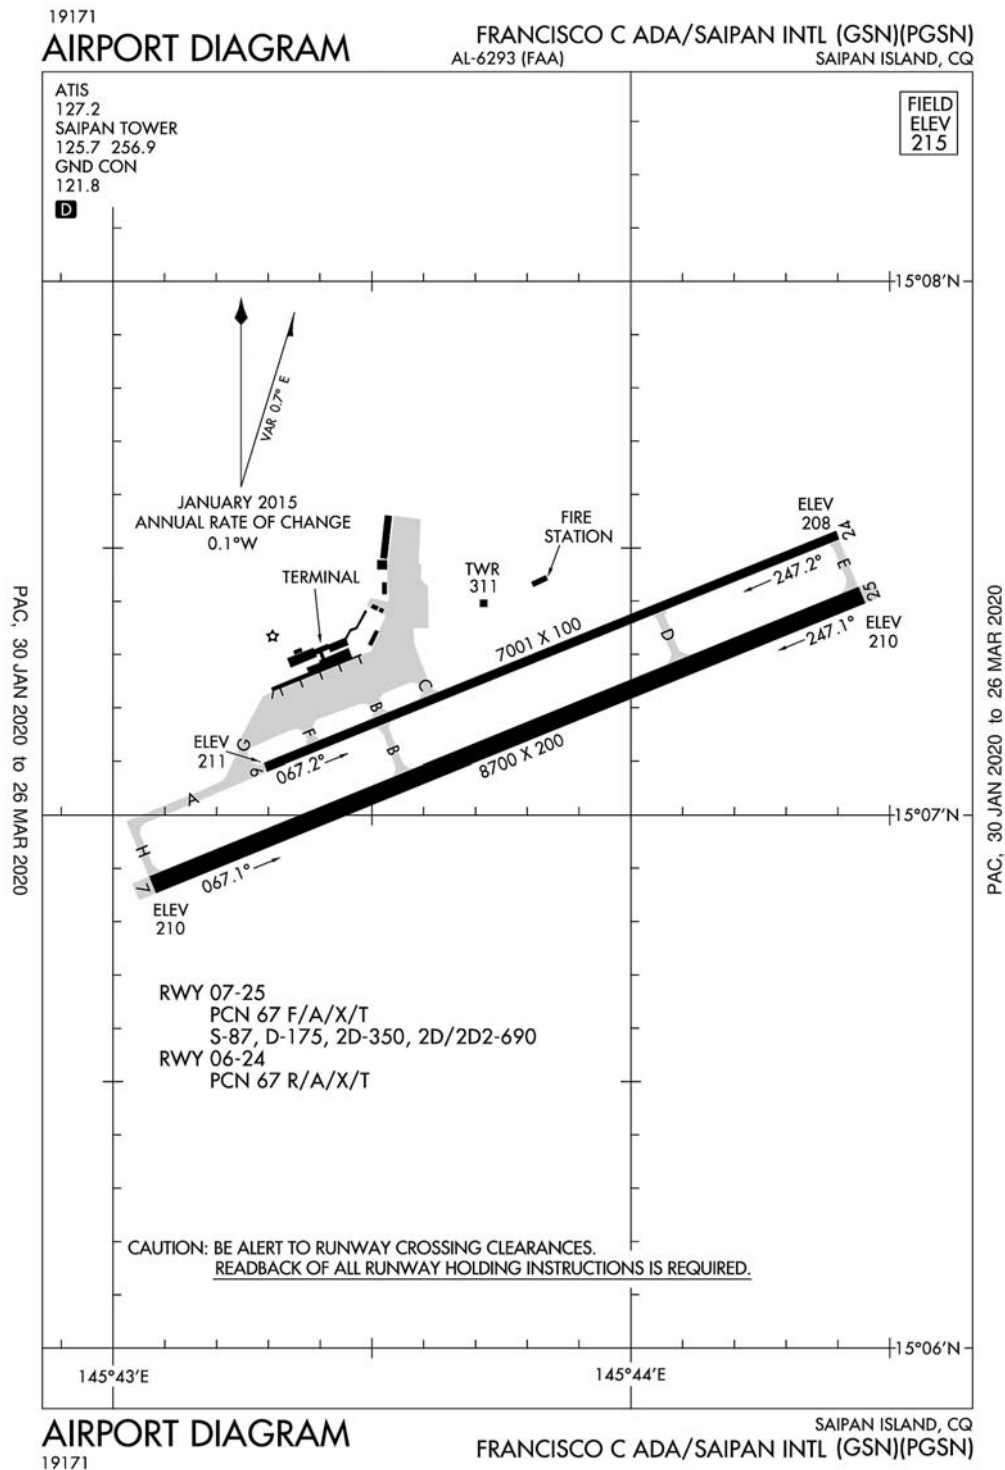 19171
AIRPORT DIAGRAM
FRANCISCO C ADA/SAIPAN INTL (GSN)(PGSN)
AL-6293 (FAA)
SAIPAN ISLAND, CQ
ATIS
127.2
SAIPAN TOWER
125.7 256.9
GND CON
121.8
D
FIELD
ELEV
215
15°08'N
VAR 0.7° E
JANUARY 2015
ANNUAL RATE OF CHANGE
0.1°W
TERMINAL
TWR
311
FIRE
STATION
ELEV
208
24
E
247.2°
25
ELEV
210
247.1°
7001 X 100
D
C
B
F
G
ELEV
211
6
067.2°
B
8700 X 200
A
15°07'N
H
7
067.1°
ELEV
210
PAC, 30 JAN 2020 to 26 MAR 2020
PAC, 30 JAN 2020 to 26 MAR 2020
RWY 07-25
PCN 67 F/A/X/T
S-87, D-175, 2D-350, 2D/2D2-690
RWY 06-24
PCN 67 R/A/X/T
CAUTION: BE ALERT TO RUNWAY CROSSING CLEARANCES.
READBACK OF ALL RUNWAY HOLDING INSTRUCTIONS IS REQUIRED.
15°06'N
145°43'E
145°44'E
AIRPORT DIAGRAM
19171
SAIPAN ISLAND, CQ
FRANCISCO C ADA/SAIPAN INTL (GSN)(PGSN)